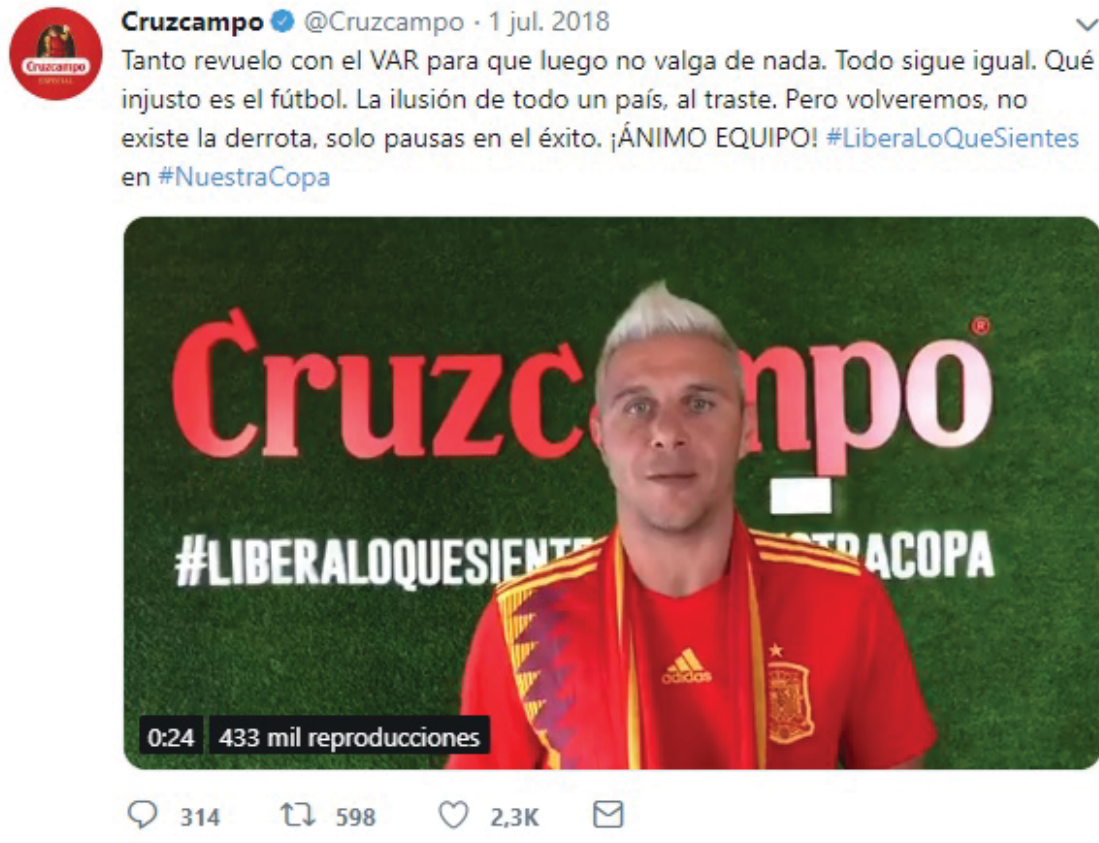 Cruzcampo @Cruzcampo · 1 jul. 2018
Cruzcampo
ESPECIAL
Tanto revuelo con el VAR para que luego no valga de nada. Todo sigue igual. Qué
injusto es el fútbol. La ilusión de todo un país, al traste. Pero volveremos, no
existe la derrota, solo pausas en el éxito. ¡ÁNIMO EQUIPO! #LiberaLoQueSientes
en #NuestraCopa
Cruzc mpo ®
#LIBERALOQUESIENTE STRACOPA
adidas
0:24 433 mil reproducciones
314 598 2,3K